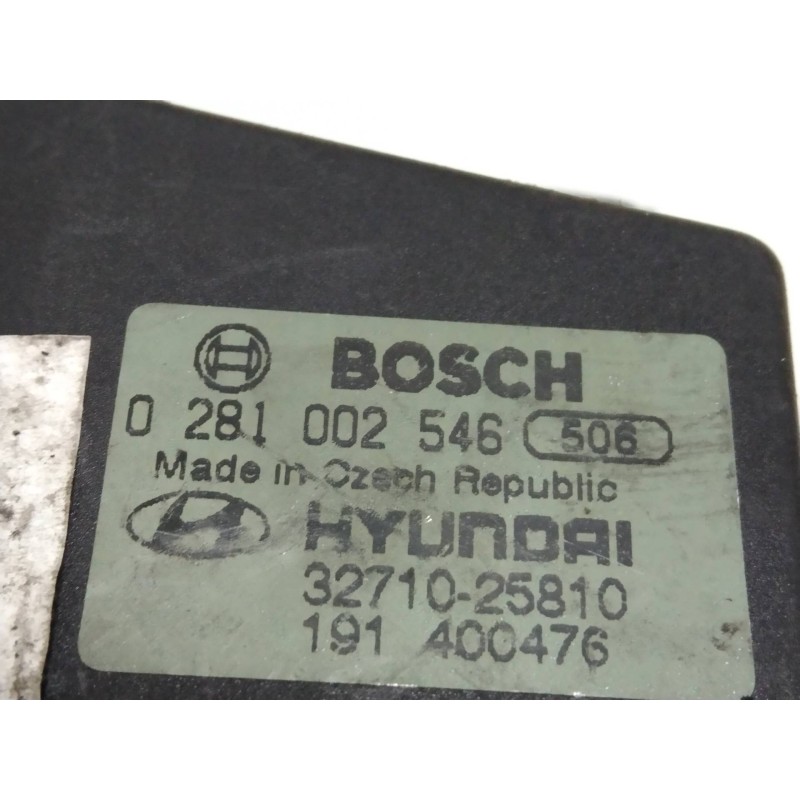 BOSCH
0 281 002 546 506
Made in Czech Republic
HYUNDAI
32710-25810
191 400476